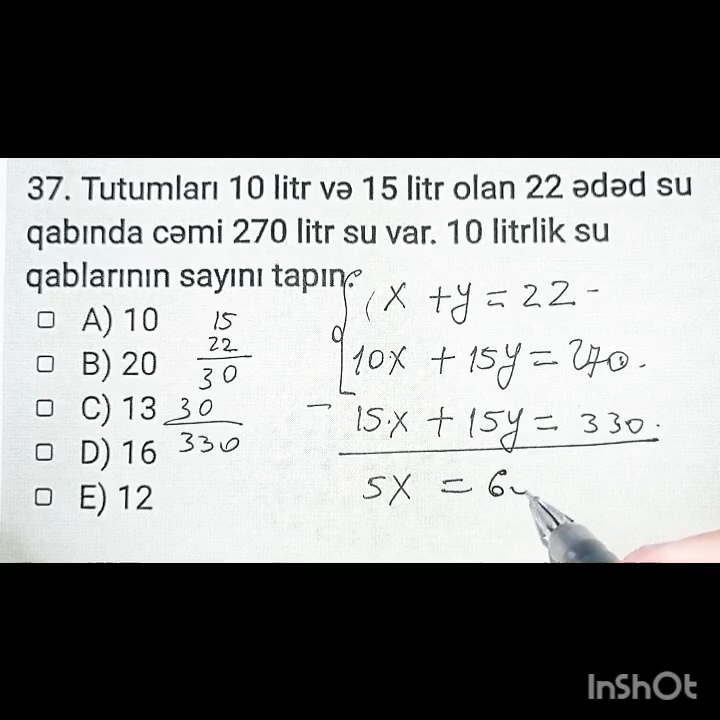 37. Tutumları 10 litr və 15 litr olan 22 ədəd su
qabında cəmi 270 litr su var. 10 litrlik su
qablarının sayını tapın.
A) 10
B) 20
C) 13
D) 16
E) 12
15
22
30
30
330
x + y = 22
10x + 15y = 270.
- 15·x + 15y = 330.
5x = 60
InShOt